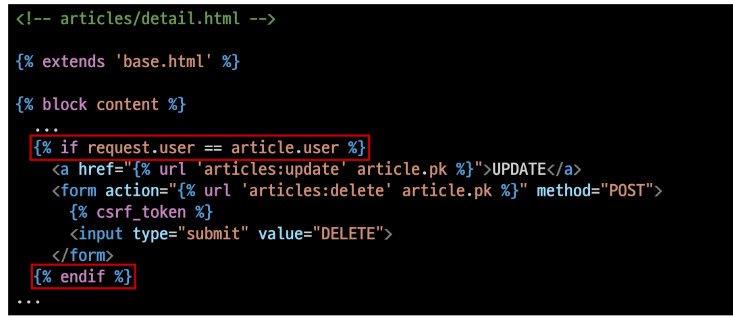 <!-- articles/detail.html -->
{% extends 'base.html' %}
{% block content %}
...
{% if request.user == article.user %}
<a href="{% url 'articles:update' article.pk %}">UPDATE</a>
<form action="{% url 'articles:delete' article.pk %}" method="POST">
{% csrf_token %}
<input type="submit" value="DELETE">
</form>
{% endif %}
...